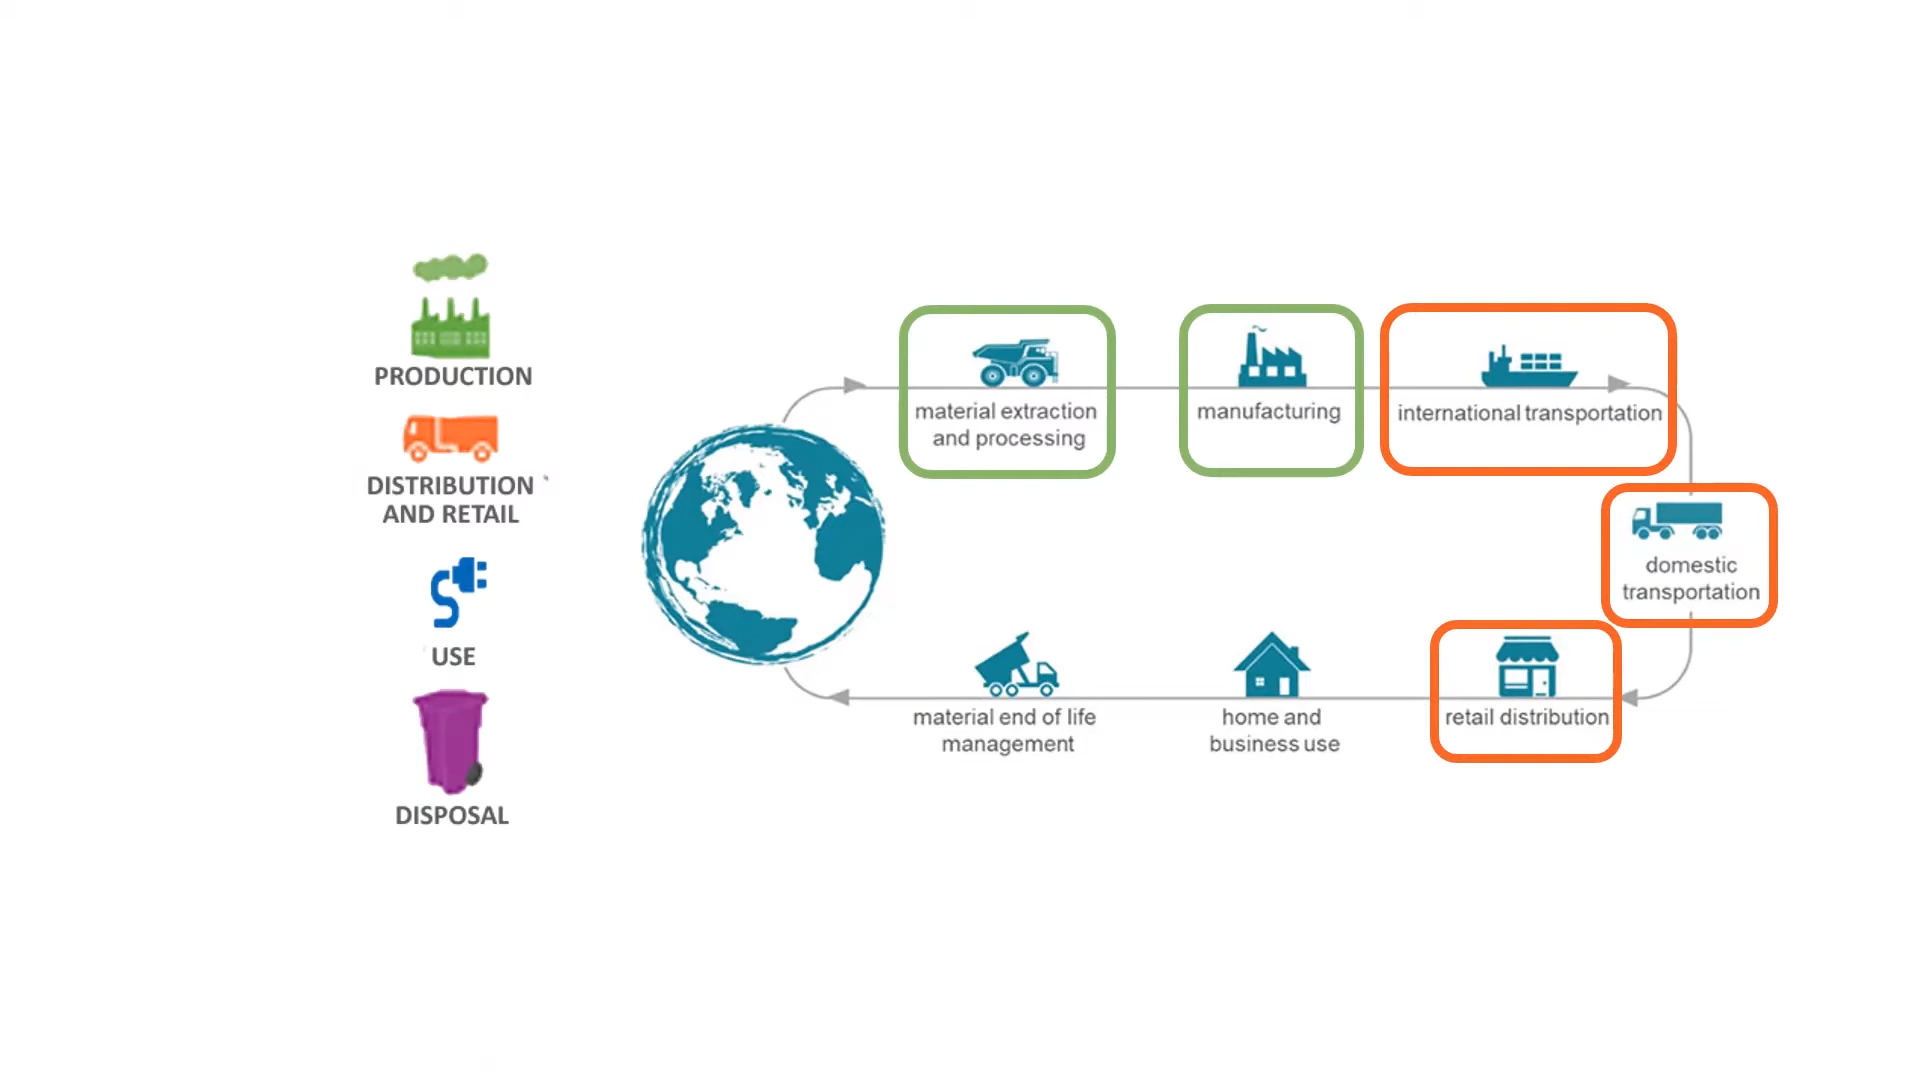 PRODUCTION
DISTRIBUTION
AND RETAIL
USE
DISPOSAL
material extraction
and processing
manufacturing
international transportation
domestic
transportation
retail distribution
home and
business use
material end of life
management